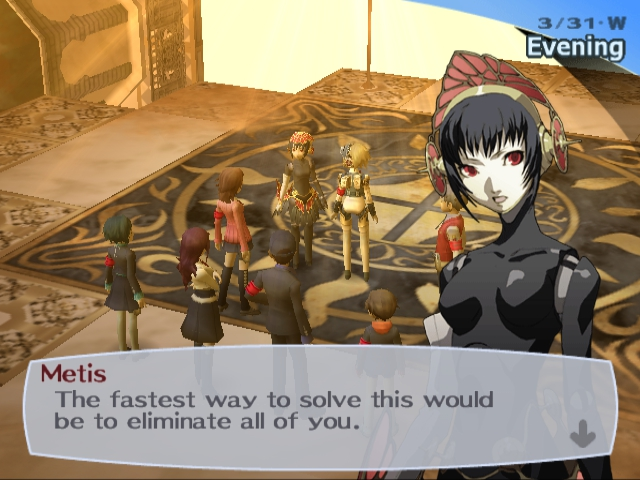 3/31・W
Evening
Metis
The fastest way to solve this would
be to eliminate all of you.